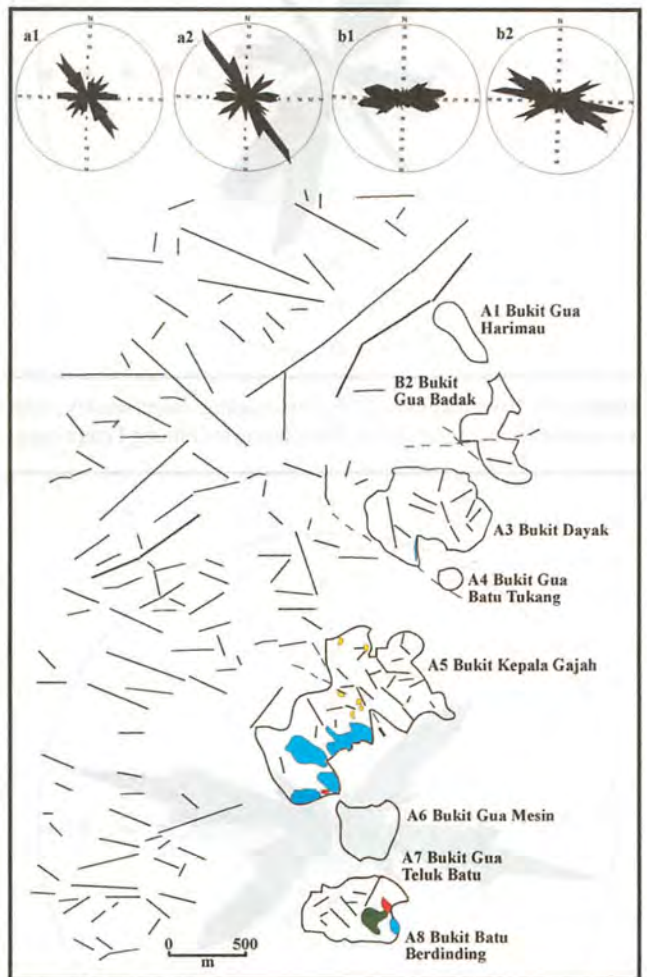 a1
N
a2
N
b1
N
b2
N
A1 Bukit Gua
Harimau
B2 Bukit
Gua Badak
A3 Bukit Dayak
A4 Bukit Gua
Batu Tukang
A5 Bukit Kepala Gajah
A6 Bukit Gua Mesin
A7 Bukit Gua
Teluk Batu
A8 Bukit Batu
Berdinding
0 500
m